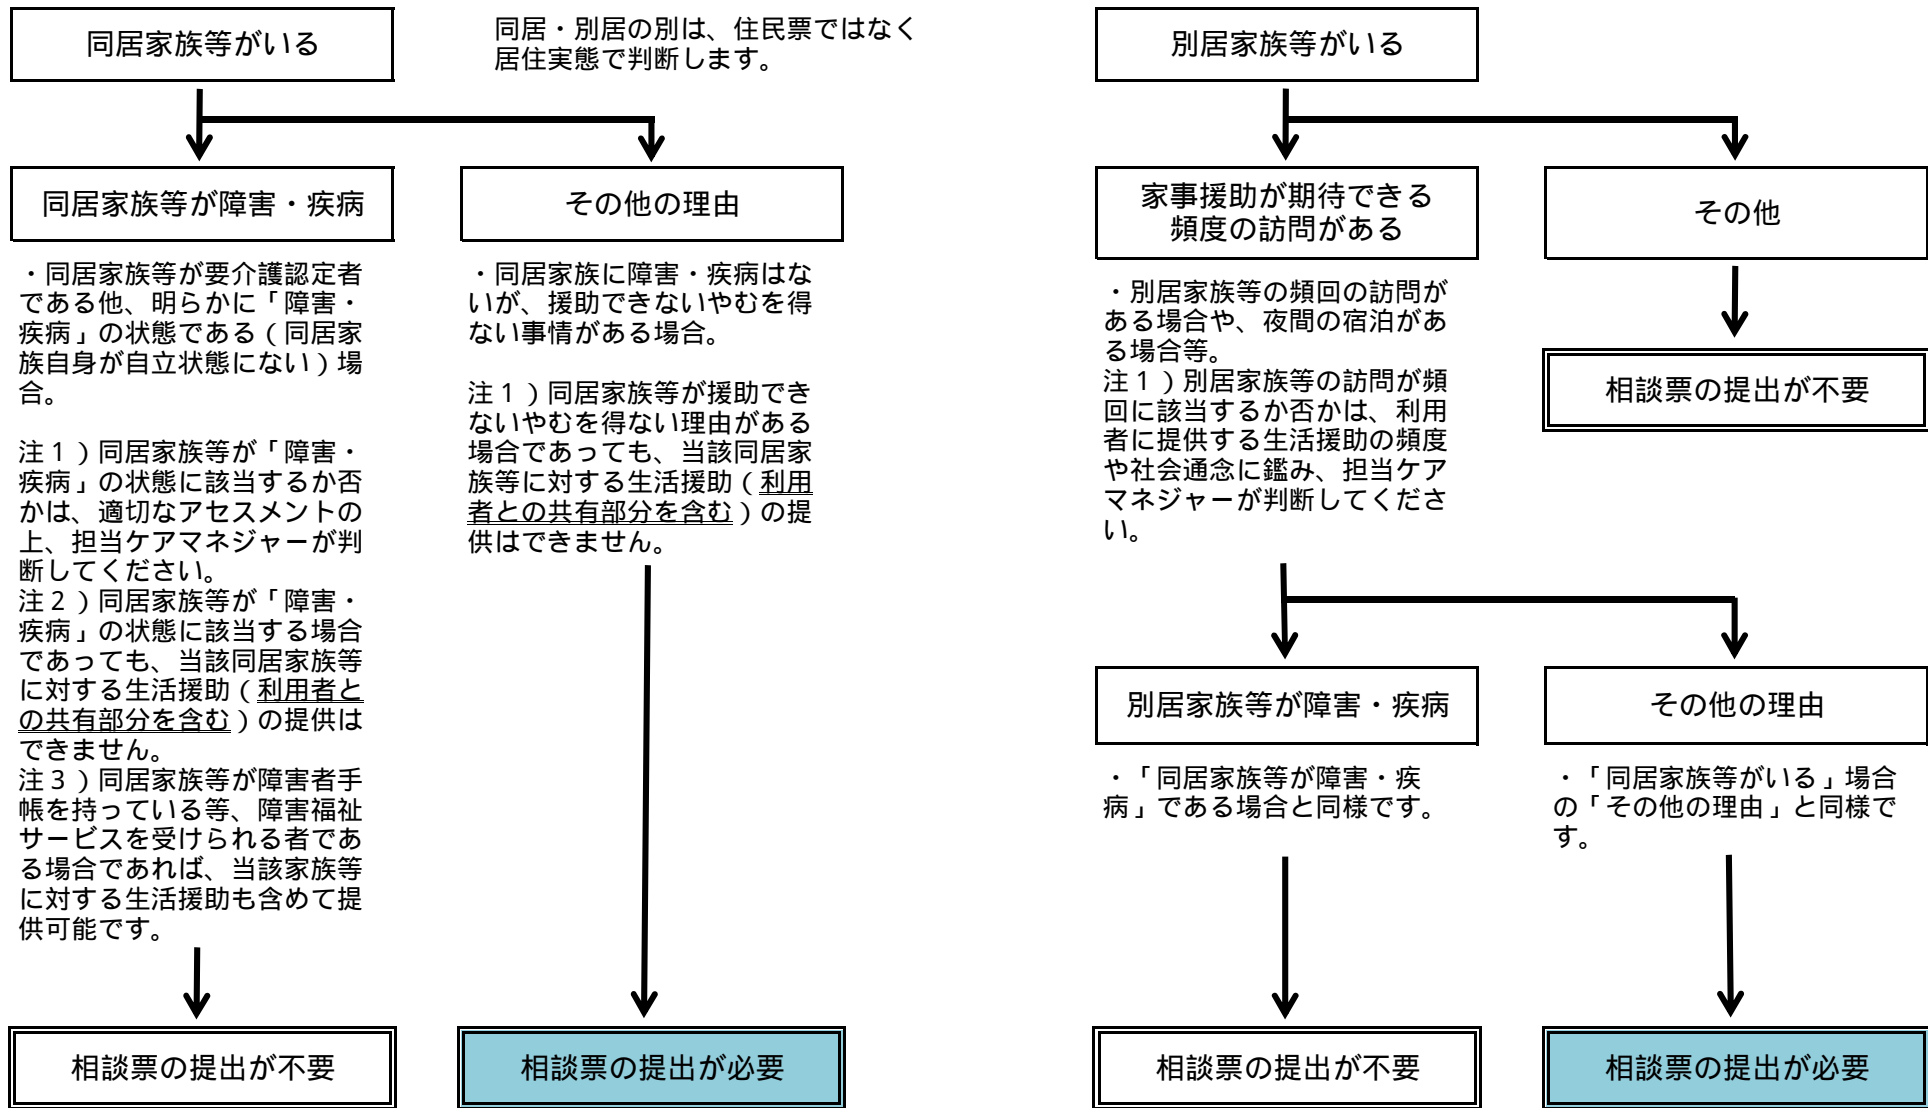 同居家族等がいる
同居・別居の別は、住民票ではなく
居住実態で判断します。
同居家族等が障害・疾病
その他の理由
・同居家族等が要介護認定者
である他、明らかに「障害・
疾病」の状態である(同居家
族自身が自立状態にない)場
合。
注1)同居家族等が「障害・
疾病」の状態に該当するか否
かは、適切なアセスメントの
上、担当ケアマネジャーが判
断してください。
注2)同居家族等が「障害・
疾病」の状態に該当する場合
であっても、当該同居家族等
に対する生活援助(利用者と
の共有部分を含む)の提供は
できません。
注3)同居家族等が障害者手
帳を持っている等、障害福祉
サービスを受けられる者であ
る場合であれば、当該家族等
に対する生活援助も含めて提
供可能です。
・同居家族に障害・疾病はな
いが、援助できないやむを得
ない事情がある場合。
注1)同居家族等が援助でき
ないやむを得ない理由がある
場合であっても、当該同居家
族等に対する生活援助(利用
者との共有部分を含む)の提
供はできません。
相談票の提出が不要
相談票の提出が必要
別居家族等がいる
家事援助が期待できる
頻度の訪問がある
その他
・別居家族等の頻回の訪問が
ある場合や、夜間の宿泊があ
る場合等。
注1)別居家族等の訪問が頻
回に該当するか否かは、利用
者に提供する生活援助の頻度
や社会通念に鑑み、担当ケア
マネジャーが判断してくださ
い。
相談票の提出が不要
別居家族等が障害・疾病
その他の理由
・「同居家族等が障害・疾
病」である場合と同様です。
・「同居家族等がいる」場合
の「その他の理由」と同様で
す。
相談票の提出が不要
相談票の提出が必要